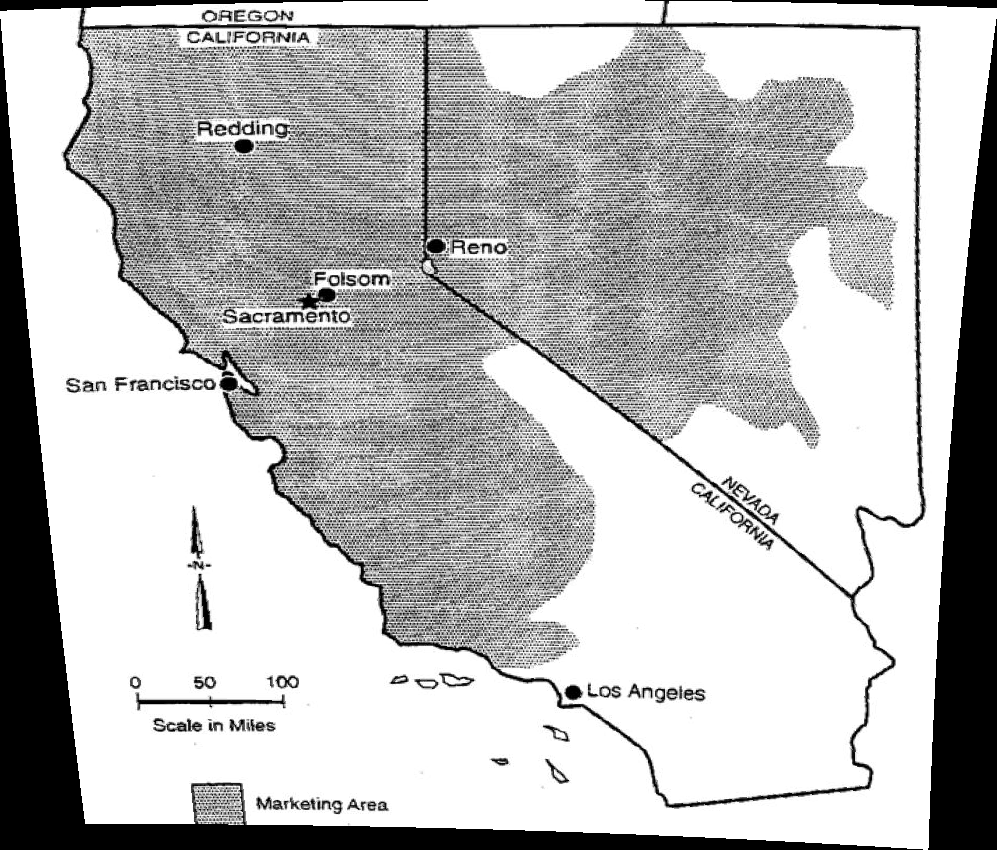 OREGON
CALIFORNIA
Redding
Reno
Folsom
Sacramento
San Francisco
NEVADA
CALIFORNIA
-N-
0 50 100
Scale in Miles
Los Angeles
Marketing Area